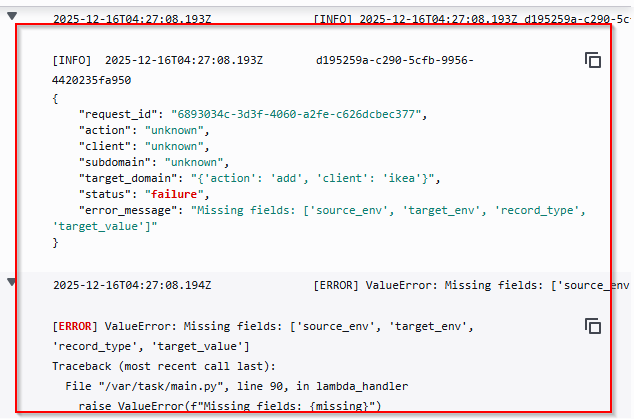 2025-12-16T04:27:08.193Z [INFO] 2025-12-16T04:27:08.193Z d195259a-c290-5cf
[INFO] 2025-12-16T04:27:08.193Z d195259a-c290-5cfb-9956-
4420235fa950
{
"request_id": "6893034c-3d3f-4060-a2fe-c626dcbec377",
"action": "unknown",
"client": "unknown",
"subdomain": "unknown",
"target_domain": "{'action': 'add', 'client': 'ikea'}",
"status": "failure",
"error_message": "Missing fields: ['source_env', 'target_env', 'record_type',
'target_value']"
}
2025-12-16T04:27:08.194Z [ERROR] ValueError: Missing fields: ['source_env
[ERROR] ValueError: Missing fields: ['source_env', 'target_env',
'record_type', 'target_value']
Traceback (most recent call last):
File "/var/task/main.py", line 90, in lambda_handler
raise ValueError(f"Missing fields: {missing}")